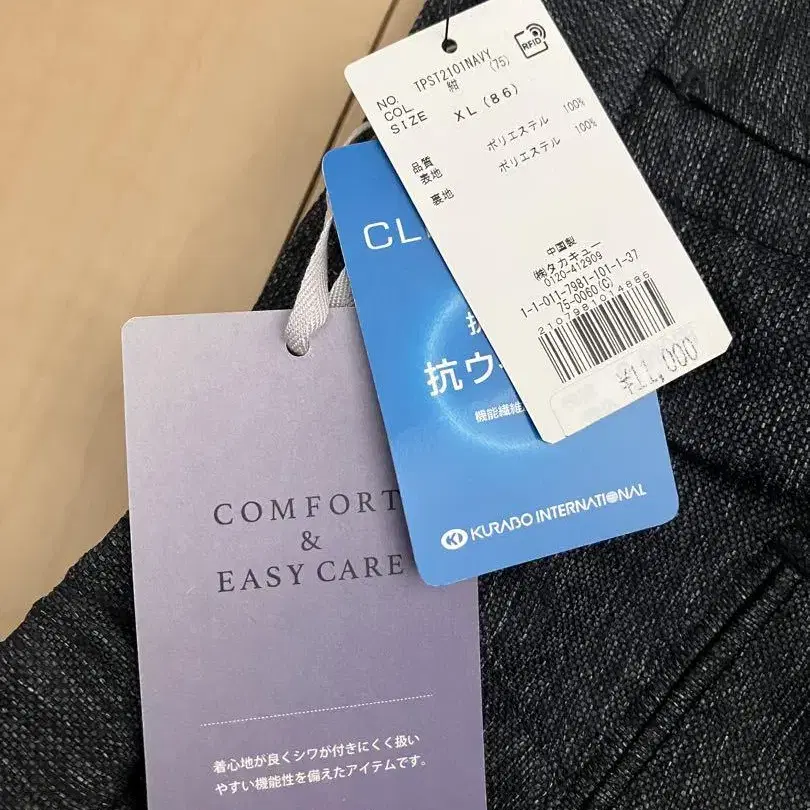 NO. TPST2101NAVY
COL. 紺 (75)
SIZE XL(86)
RFID
品質
表地 ポリエステル 100%
裏地 ポリエステル 100%
中国製
㈱タカキュー
0120-412909
1-1-011-7981-101-1-37
75-0060(C)
2107981014885
¥11,000
CL
抗ウ
機能繊維
KURABO INTERNATIONAL
COMFORT
&
EASY CARE
着心地が良くシワが付きにくく扱い
やすい機能性を備えたアイテムです。